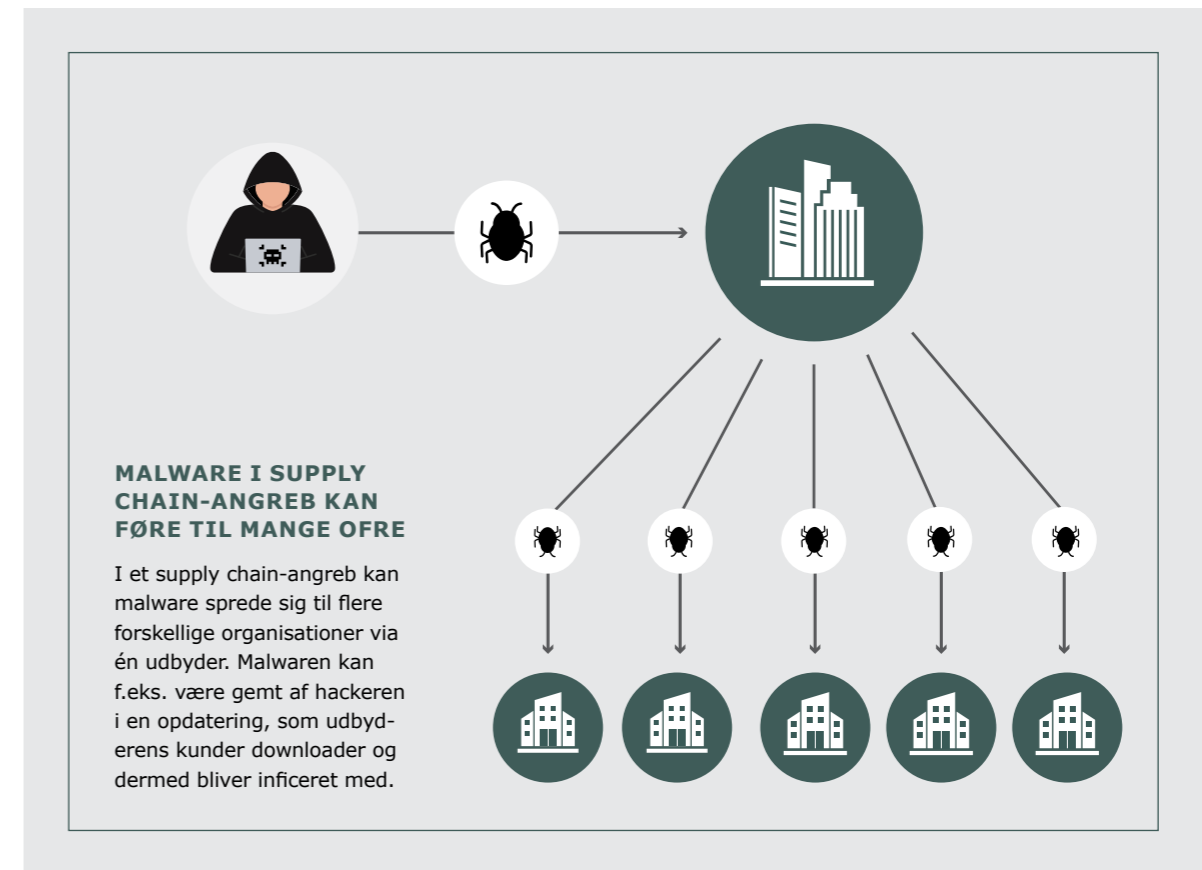 MALWARE I SUPPLY
CHAIN-ANGREB KAN
FØRE TIL MANGE OFRE
I et supply chain-angreb kan
malware sprede sig til flere
forskellige organisationer via
én udbyder. Malwaren kan
f.eks. være gemt af hackeren
i en opdatering, som udbyd-
erens kunder downloader og
dermed bliver inficeret med.